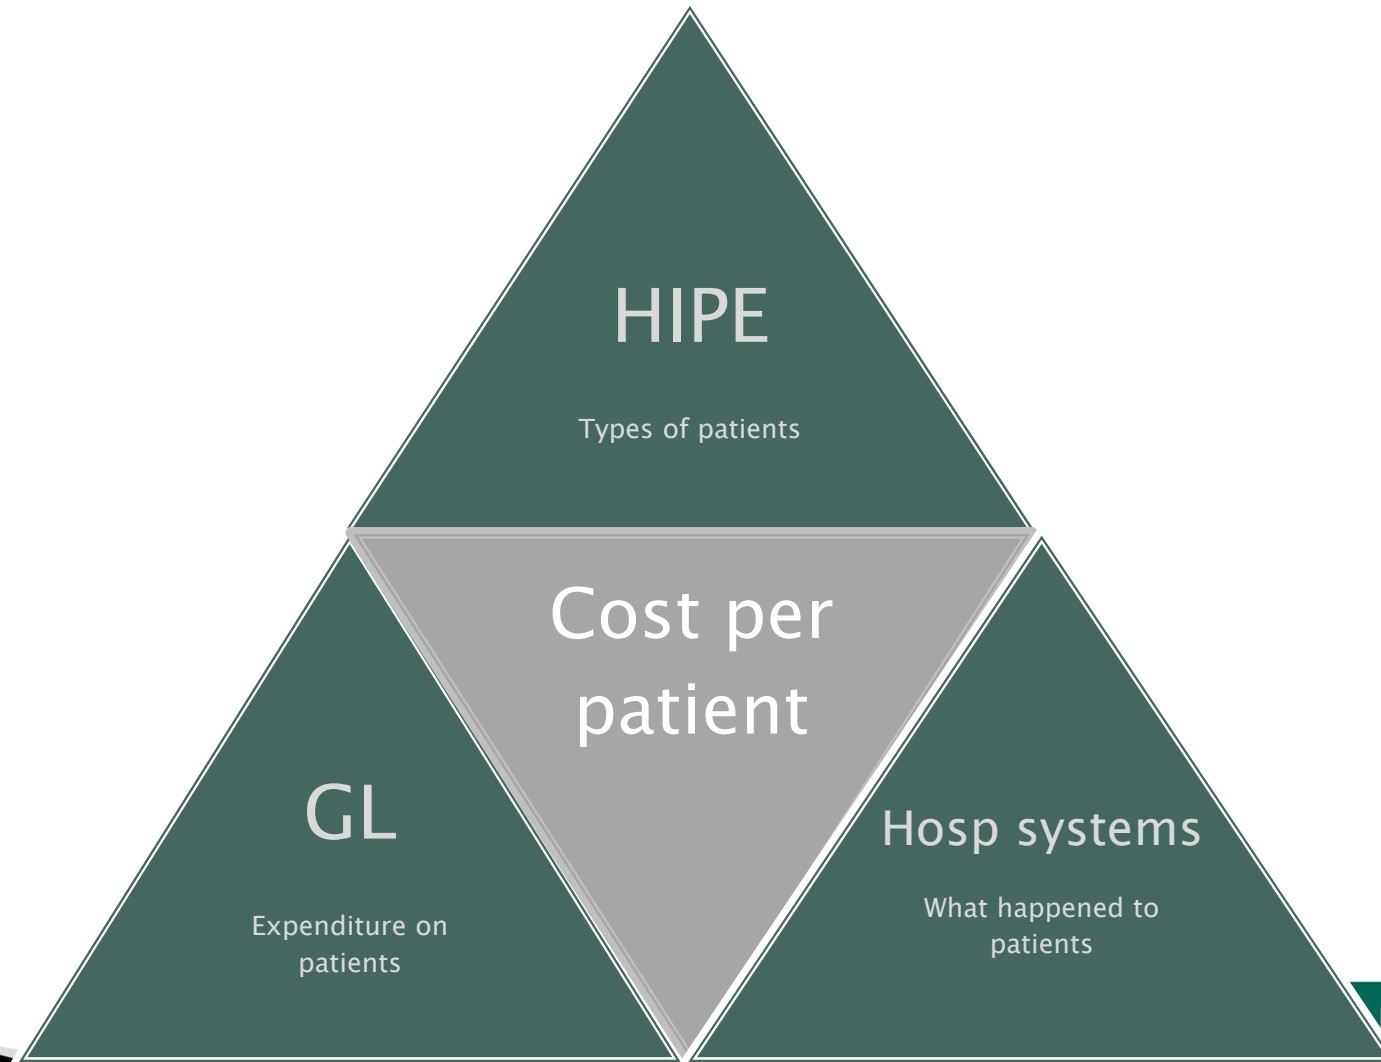 HIPE
Types of patients
Cost per
patient
GL
Expenditure on
patients
Hosp systems
What happened to
patients